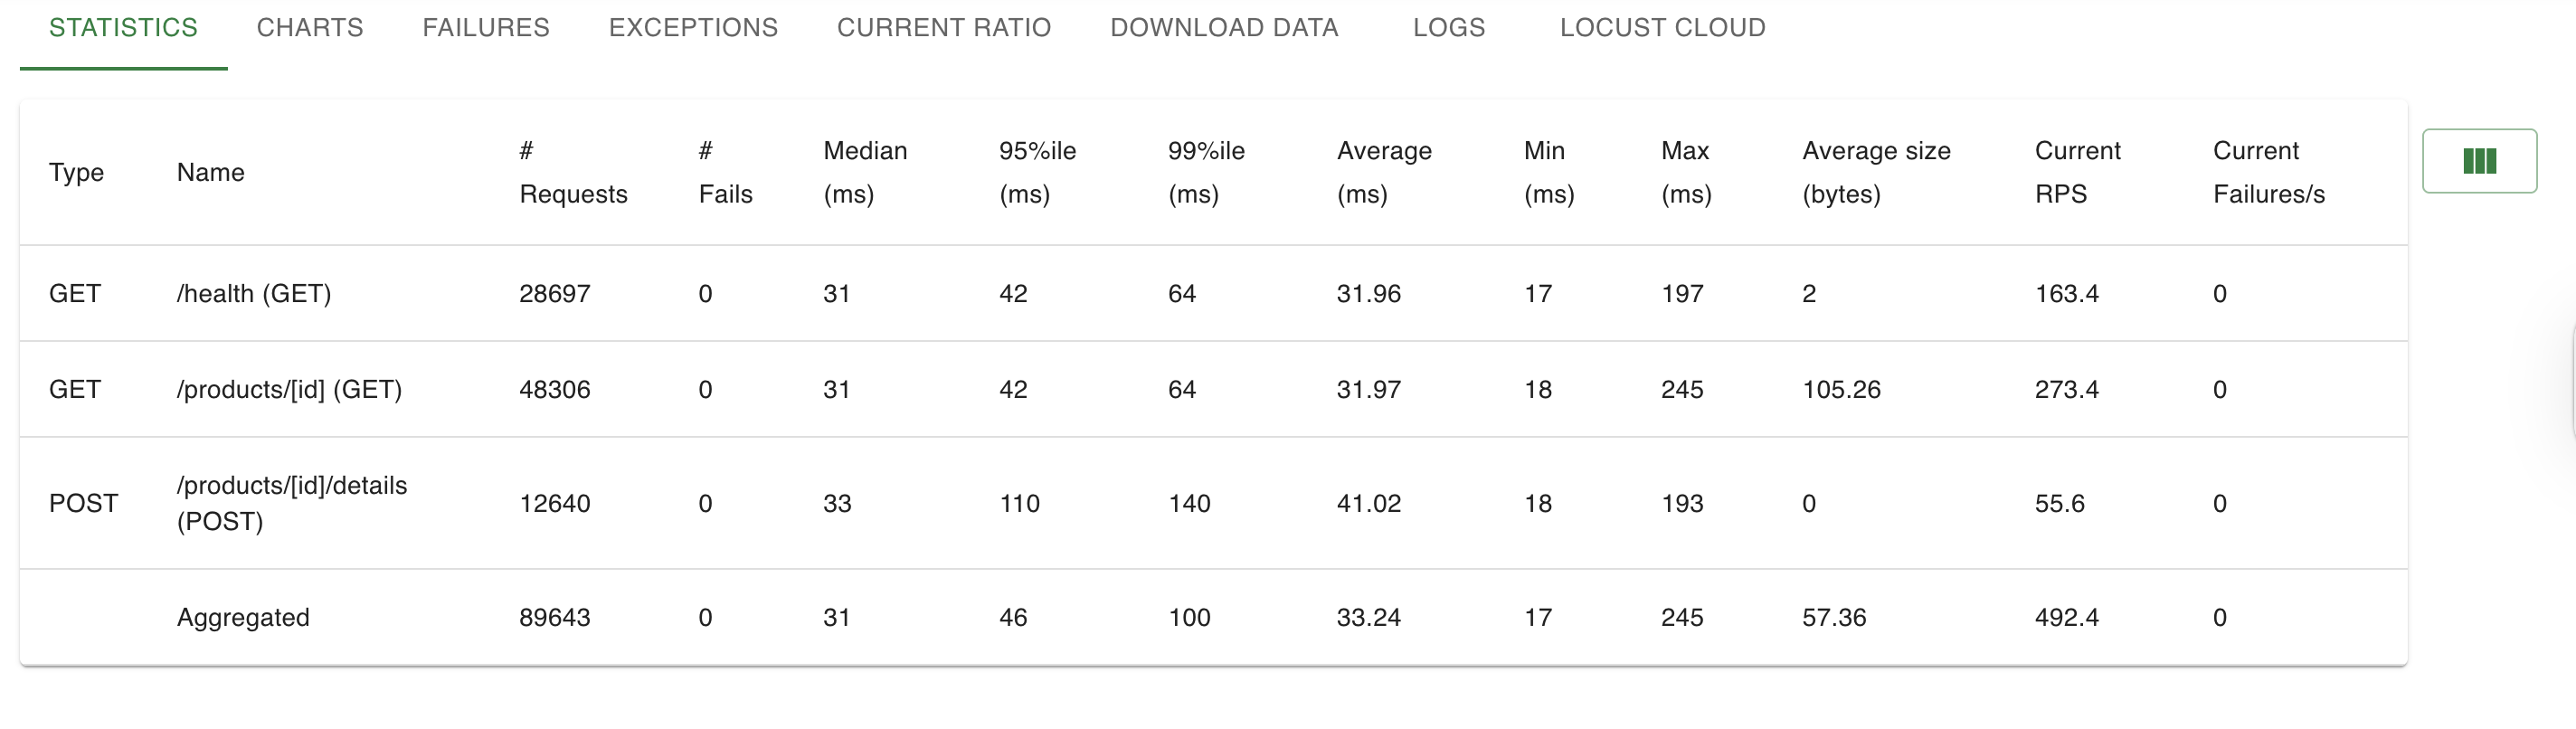 STATISTICS CHARTS FAILURES EXCEPTIONS CURRENT RATIO DOWNLOAD DATA LOGS LOCUST CLOUD
Type Name # Requests # Fails Median (ms) 95%ile (ms) 99%ile (ms) Average (ms) Min (ms) Max (ms) Average size (bytes) Current RPS Current Failures/s
GET /health (GET) 28697 0 31 42 64 31.96 17 197 2 163.4 0
GET /products/[id] (GET) 48306 0 31 42 64 31.97 18 245 105.26 273.4 0
POST /products/[id]/details (POST) 12640 0 33 110 140 41.02 18 193 0 55.6 0
Aggregated 89643 0 31 46 100 33.24 17 245 57.36 492.4 0